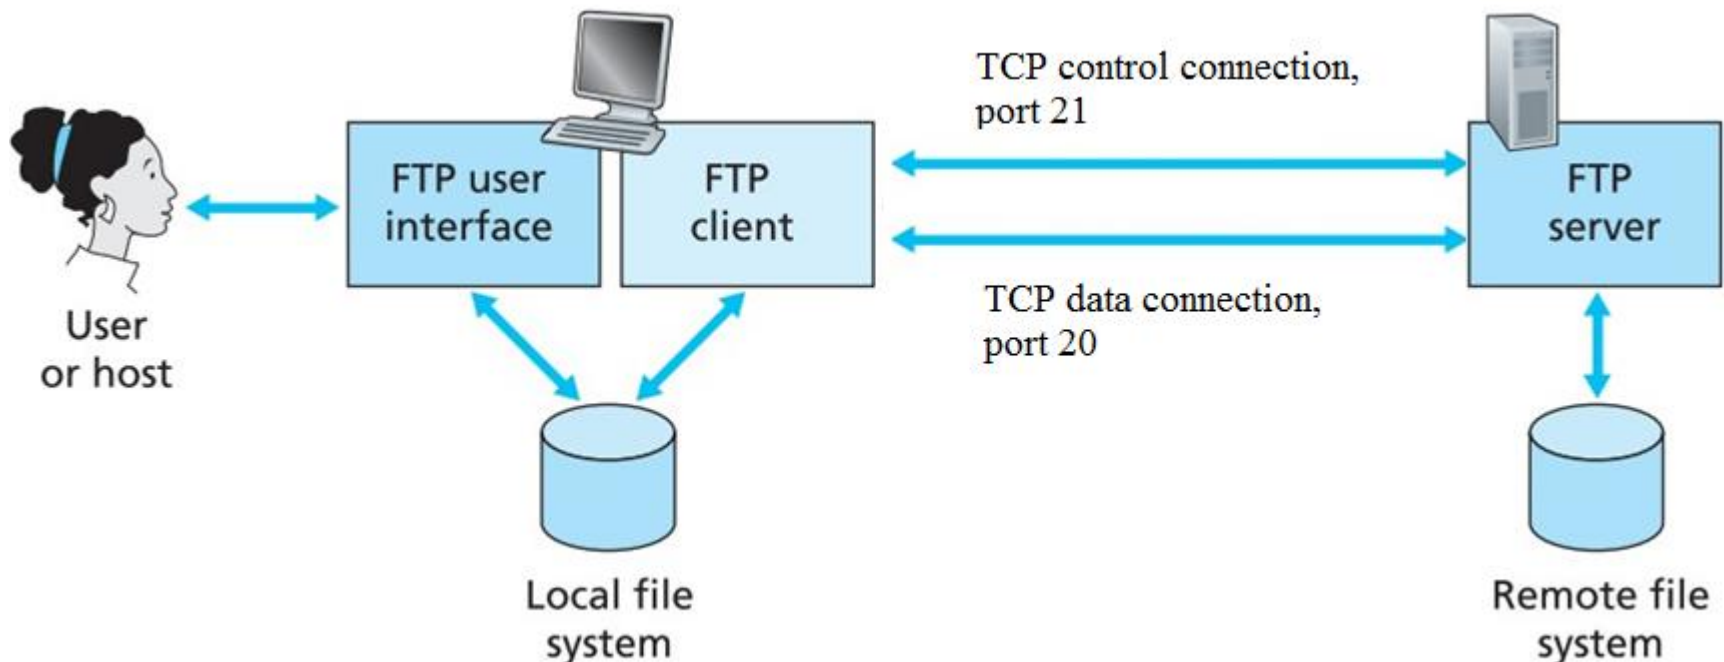 TCP control connection,
port 21
FTP user
interface
FTP
client
FTP
server
User
or host
TCP data connection,
port 20
Local file
system
Remote file
system